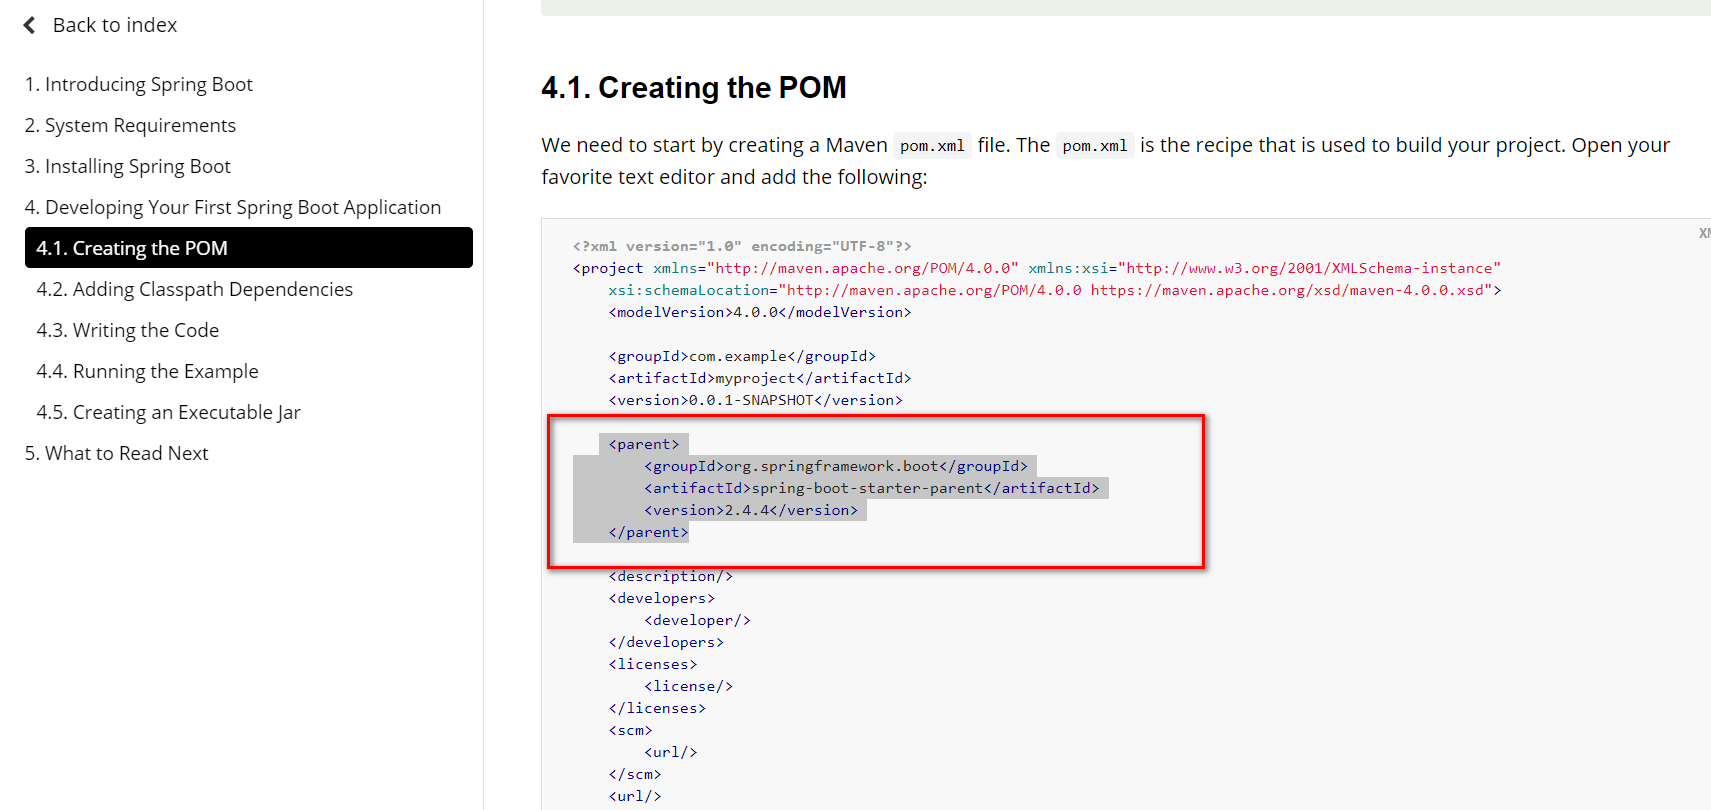 Back to index
1. Introducing Spring Boot
2. System Requirements
3. Installing Spring Boot
4. Developing Your First Spring Boot Application
4.1. Creating the POM
4.2. Adding Classpath Dependencies
4.3. Writing the Code
4.4. Running the Example
4.5. Creating an Executable Jar
5. What to Read Next
4.1. Creating the POM
We need to start by creating a Maven pom.xml file. The pom.xml is the recipe that is used to build your project. Open your
favorite text editor and add the following:
<?xml version="1.0" encoding="UTF-8"?>
<project xmlns="http://maven.apache.org/POM/4.0.0" xmlns:xsi="http://www.w3.org/2001/XMLSchema-instance"
    xsi:schemaLocation="http://maven.apache.org/POM/4.0.0 https://maven.apache.org/xsd/maven-4.0.0.xsd">
    <modelVersion>4.0.0</modelVersion>
    <groupId>com.example</groupId>
    <artifactId>myproject</artifactId>
    <version>0.0.1-SNAPSHOT</version>
    <parent>
        <groupId>org.springframework.boot</groupId>
        <artifactId>spring-boot-starter-parent</artifactId>
        <version>2.4.4</version>
    </parent>
    <description/>
    <developers>
        <developer/>
    </developers>
    <licenses>
        <license/>
    </licenses>
    <scm>
        <url/>
    </scm>
    <url/>